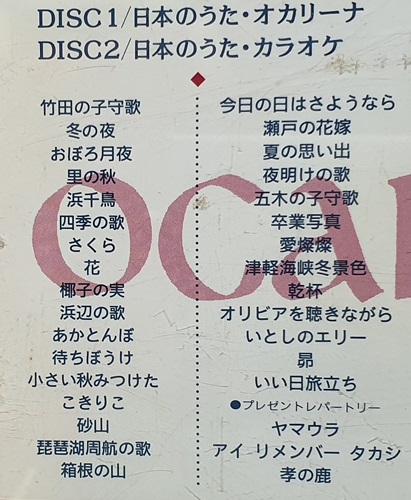 DISC1/日本のうた・オカリーナ
DISC2/日本のうた・カラオケ
竹田の子守歌
冬の夜
おぼろ月夜
里の秋
浜千鳥
四季の歌
さくら
花
椰子の実
浜辺の歌
あかとんぼ
待ちぼうけ
小さい秋みつけた
こきりこ
砂山
琵琶湖周航の歌
箱根の山
今日の日はさようなら
瀬戸の花嫁
夏の思い出
夜明けの歌
五木の子守歌
卒業写真
愛燦燦
津軽海峡冬景色
乾杯
オリビアを聴きながら
いとしのエリー
昴
いい日旅立ち
●プレゼントレパートリー
ヤマウラ
アイ リメンバー タカシ
孝の鹿
OCa